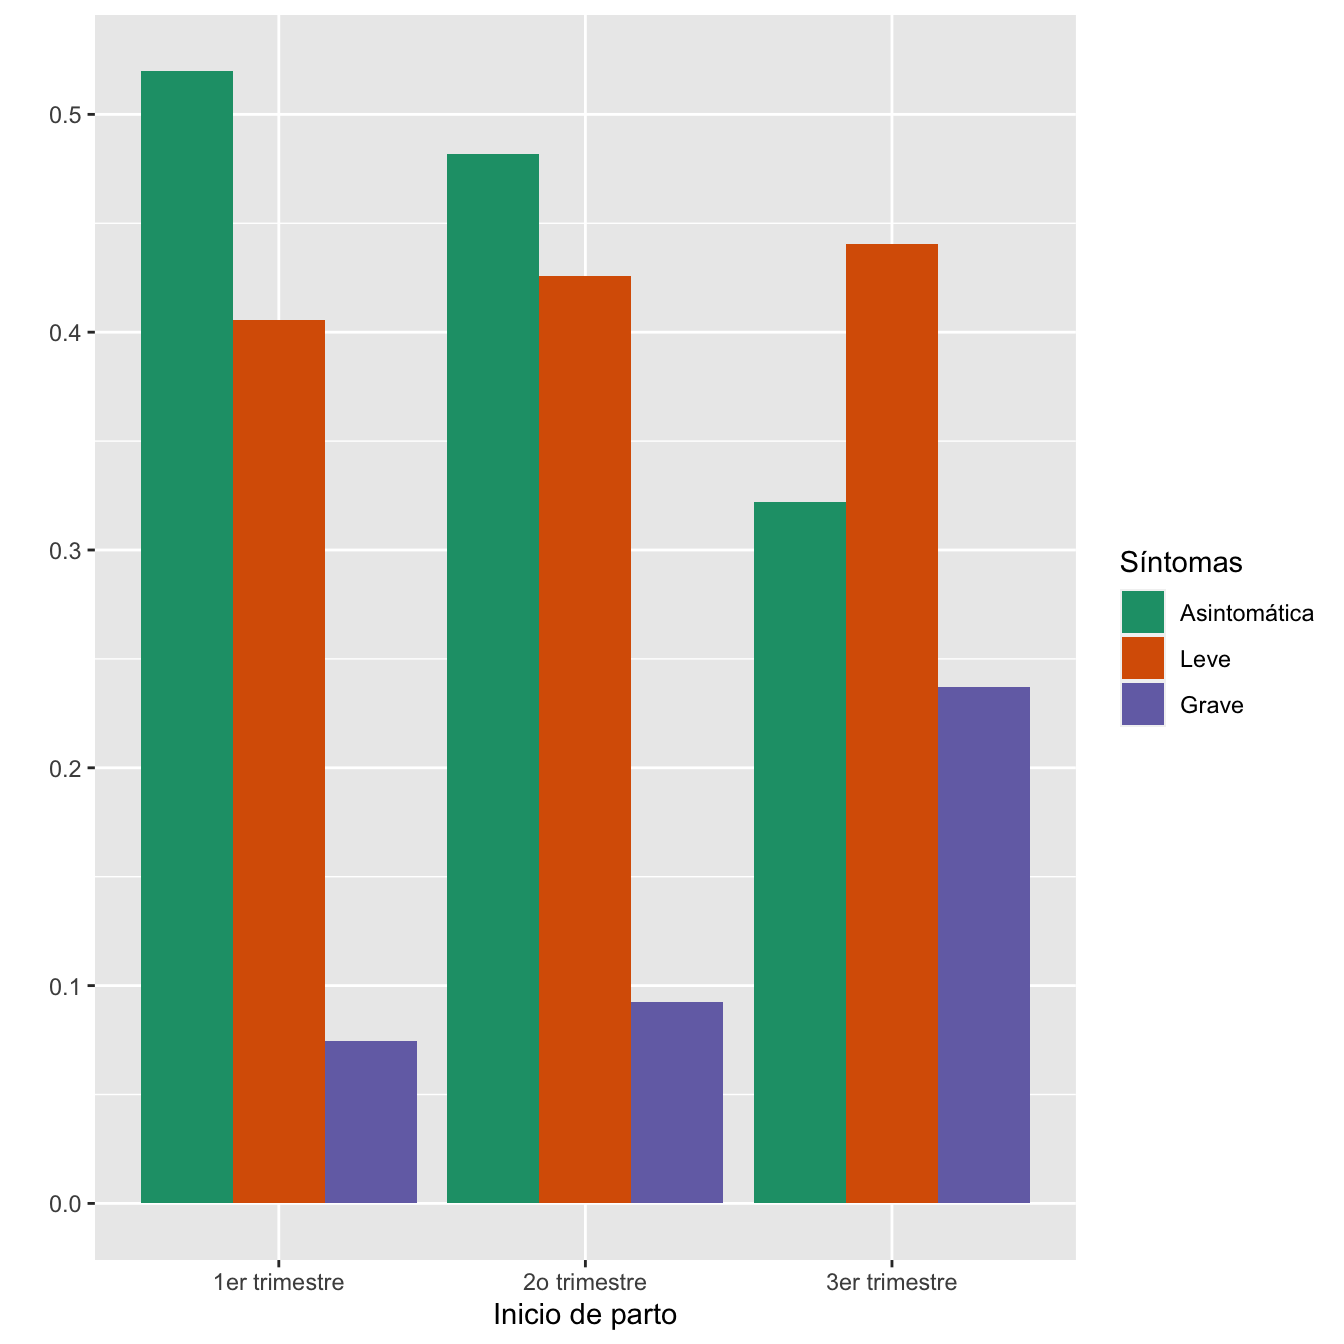 0.5
0.4
0.3
0.2
0.1
0.0
1er trimestre
2o trimestre
3er trimestre
Inicio de parto
Síntomas
Asintomática
Leve
Grave